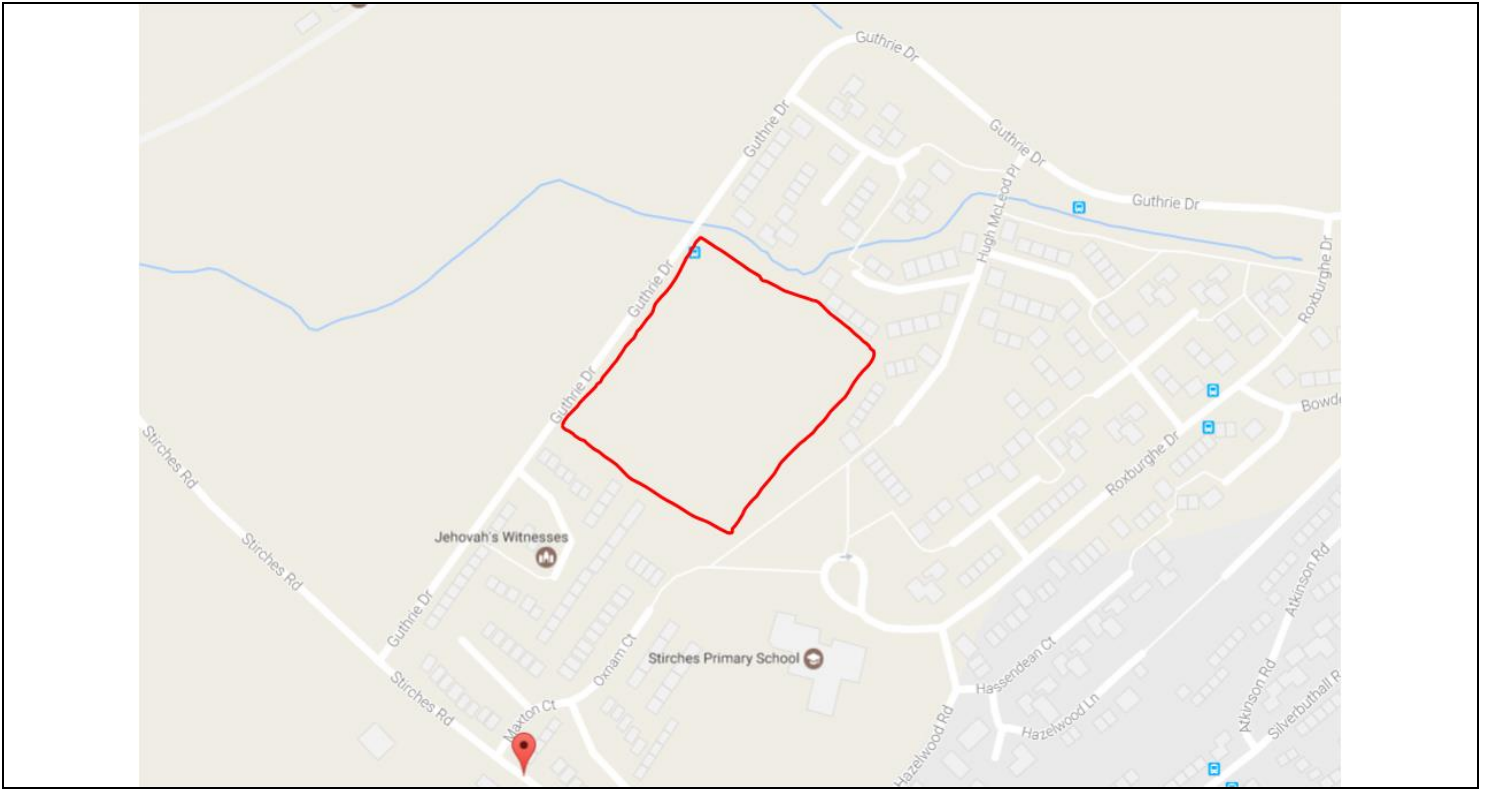 Guthrie Dr
Guthrie Dr
Guthrie Dr
Hugh McLeod Pl
Guthrie Dr
Roxburghe Dr
Guthrie Dr
Guthrie Dr
Bowde
Stirches Rd
Roxburghe Dr
Jehovah's Witnesses
Stirches Rd
Atkinson Rd
Guthrie Dr
Oxnam Ct
Stirches Primary School
Hassendean Ct
Stirches Rd
Maxton Ct
Hazelwood Ln
Atkinson Rd
Silverbuthall R
Hazelwood Rd